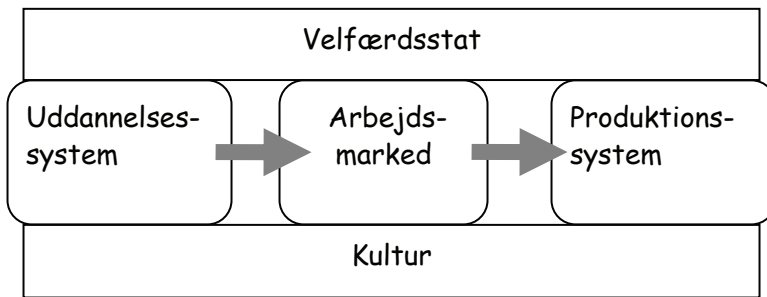 Velfærdsstat
Uddannelses-
system
Arbejds-
marked
Produktions-
system
Kultur